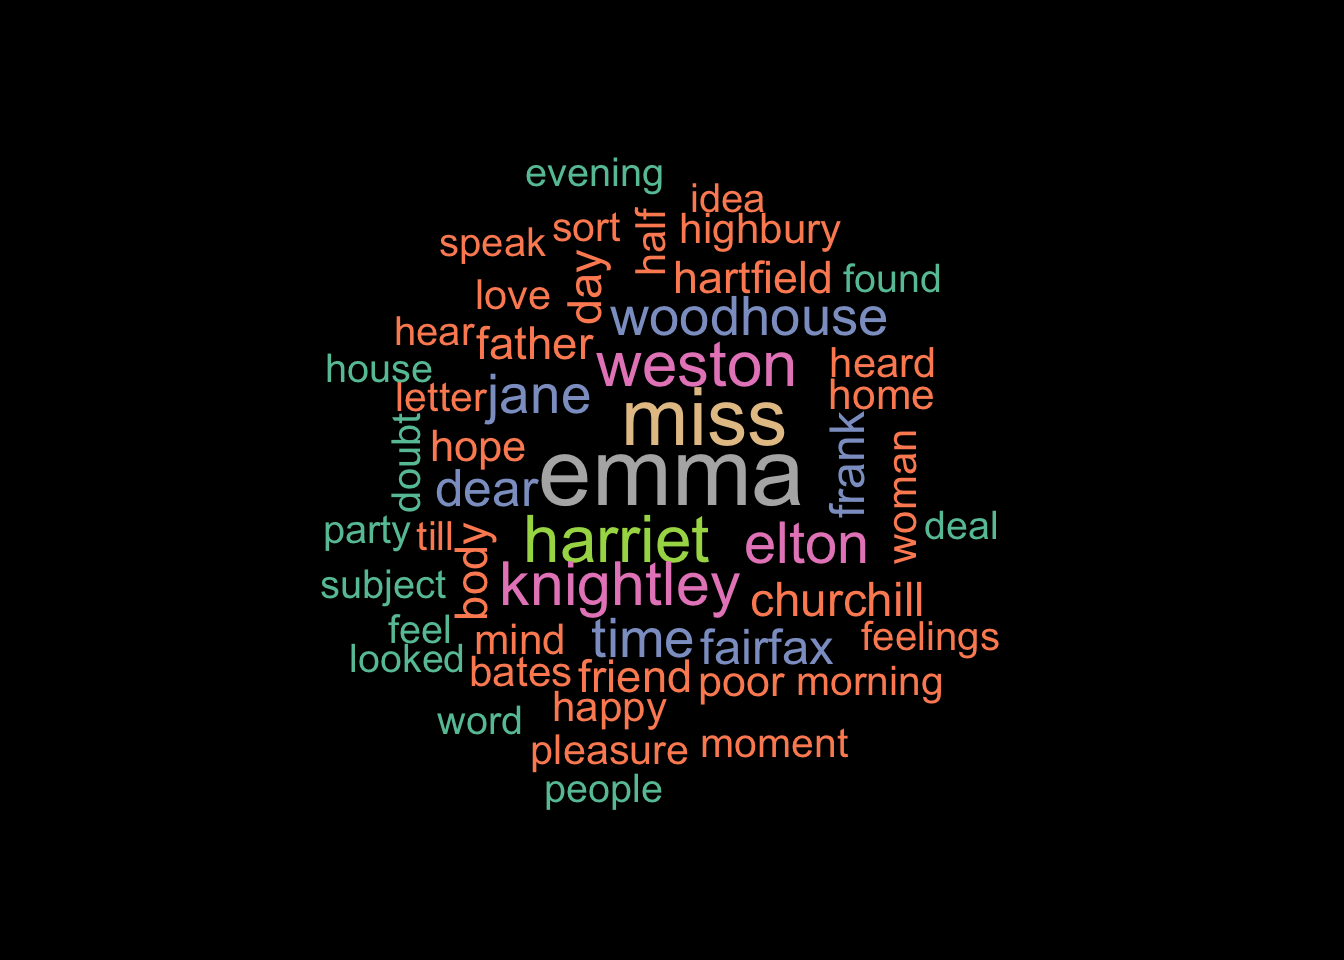 evening
idea
speak
sort
half
highbury
love
day
hartfield
found
woodhouse
hear
father
weston
heard
house
letter
jane
miss
home
doubt
hope
dear
emma
frank
woman
party
till
body
harriet
elton
deal
subject
knightley
churchill
feel
mind
time
fairfax
feelings
looked
bates
friend
poor
morning
word
happy
pleasure
moment
people